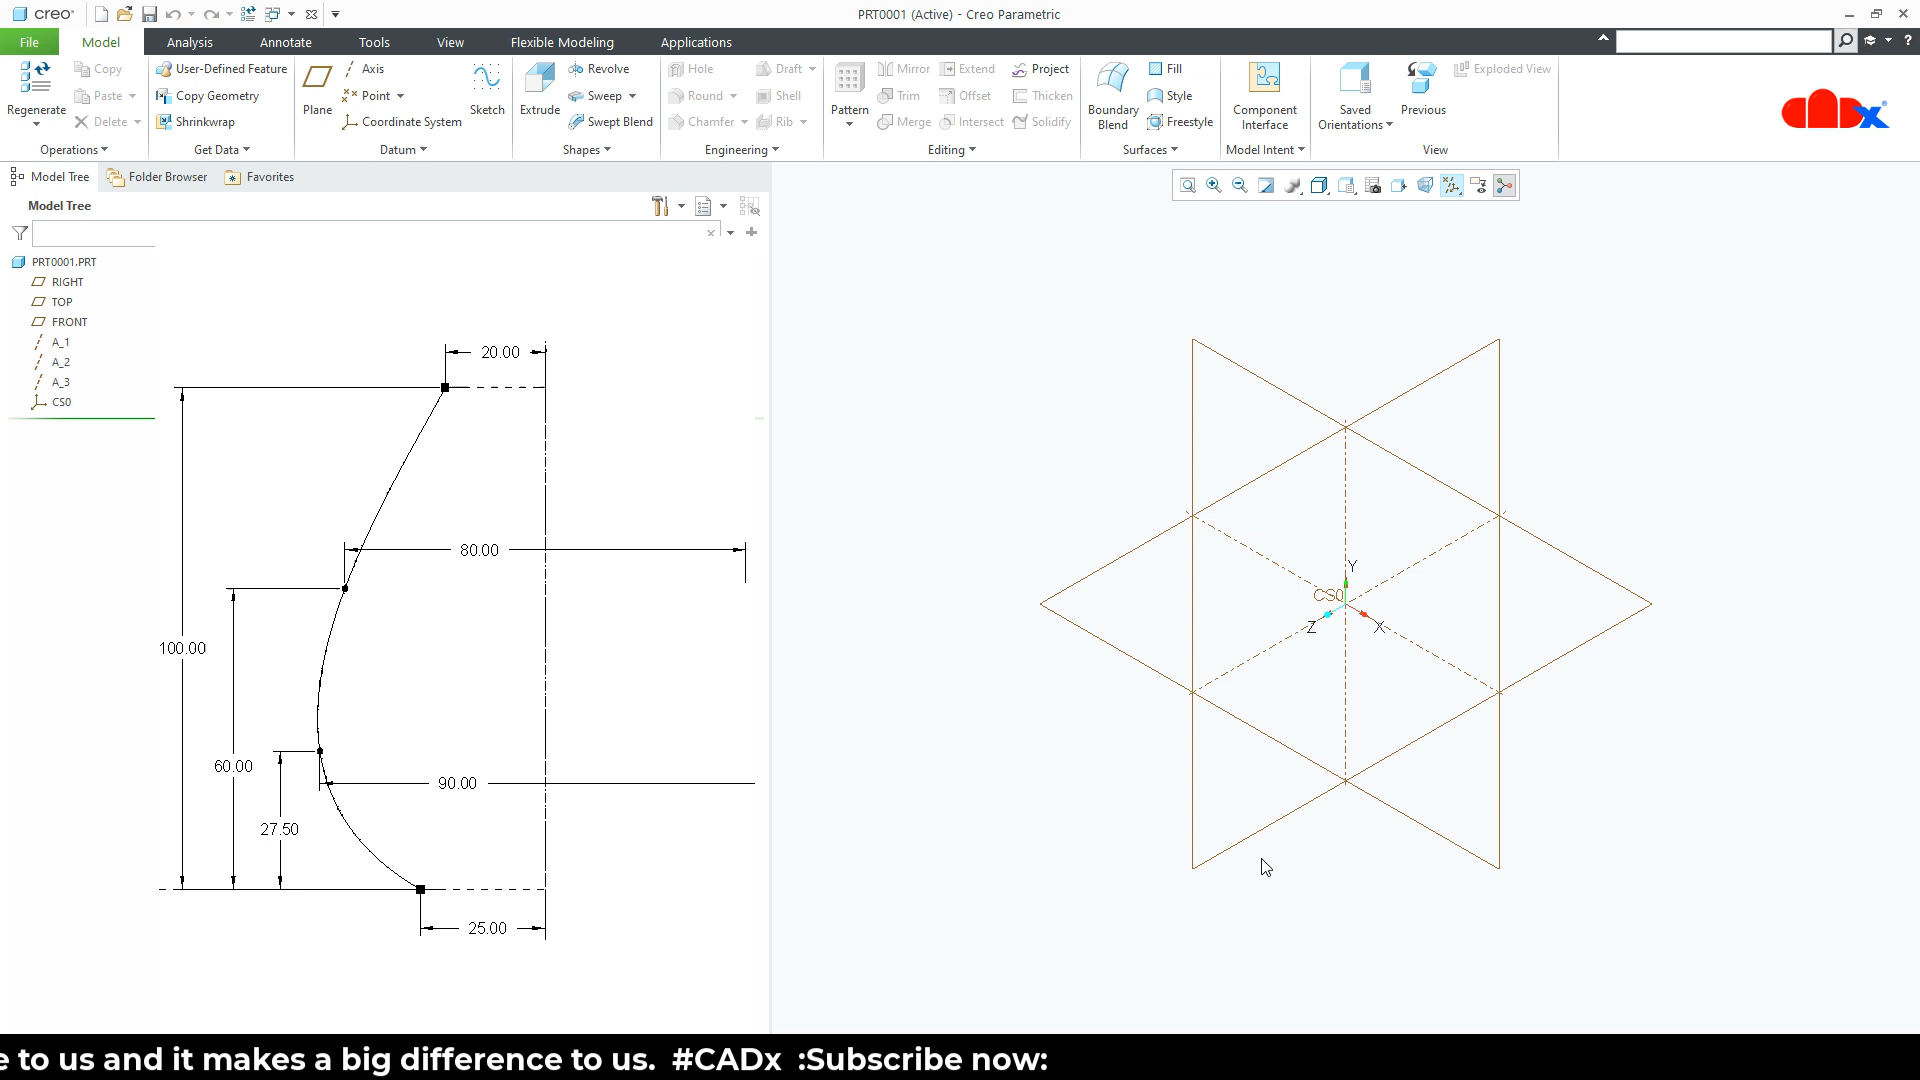 creo
PRT0001 (Active) - Creo Parametric
File Model Analysis Annotate Tools View Flexible Modeling Applications
Regenerate
Copy
Paste
Delete
Operations
User-Defined Feature
Copy Geometry
Shrinkwrap
Get Data
Plane
Axis
Point
Coordinate System
Sketch
Datum
Extrude
Revolve
Sweep
Swept Blend
Shapes
Hole
Draft
Round
Shell
Chamfer
Rib
Engineering
Pattern
Mirror
Extend
Project
Trim
Offset
Thicken
Merge
Intersect
Solidify
Editing
Boundary
Blend
Fill
Style
Freestyle
Surfaces
Component
Interface
Model Intent
Saved
Orientations
Previous
Exploded View
View
CADx
Model Tree Folder Browser Favorites
Model Tree
PRT0001.PRT
RIGHT
TOP
FRONT
A_1
A_2
A_3
CS0
20.00
80.00
100.00
60.00
90.00
27.50
25.00
Y
CS0
Z
X
e to us and it makes a big difference to us. #CADx :Subscribe now: